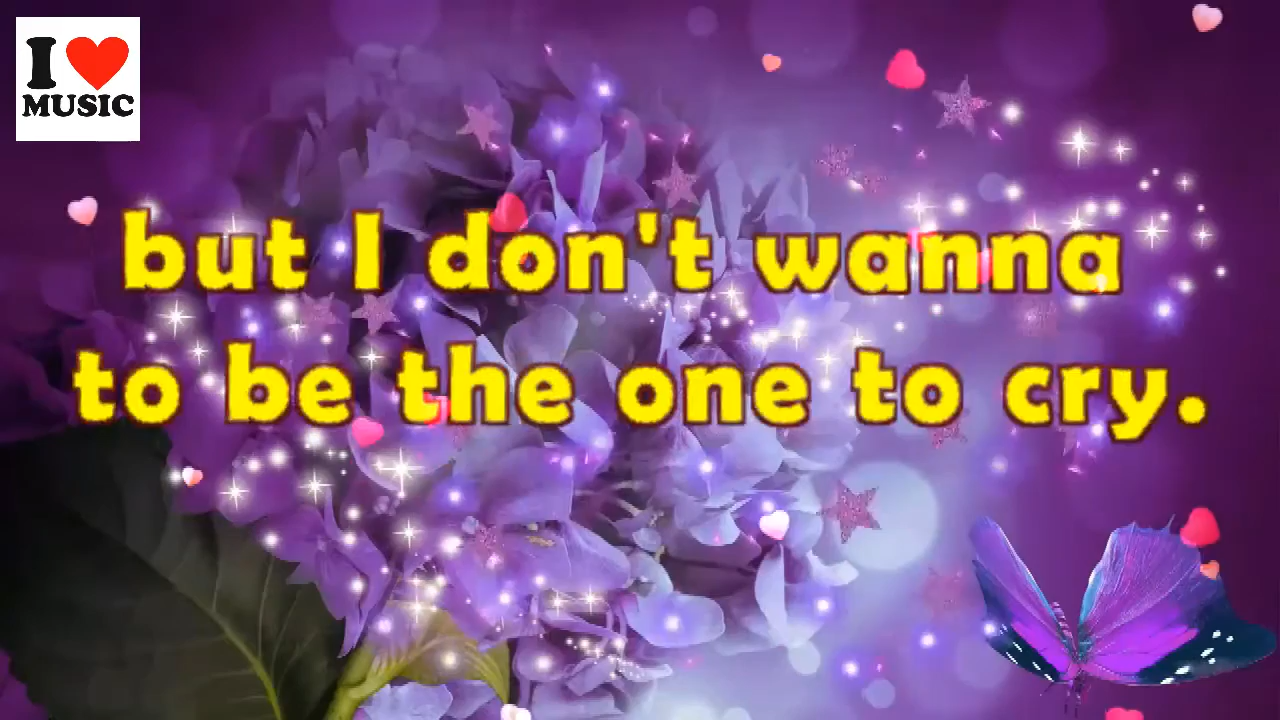 I ❤ MUSIC
but I don't wanna
to be the one to cry.